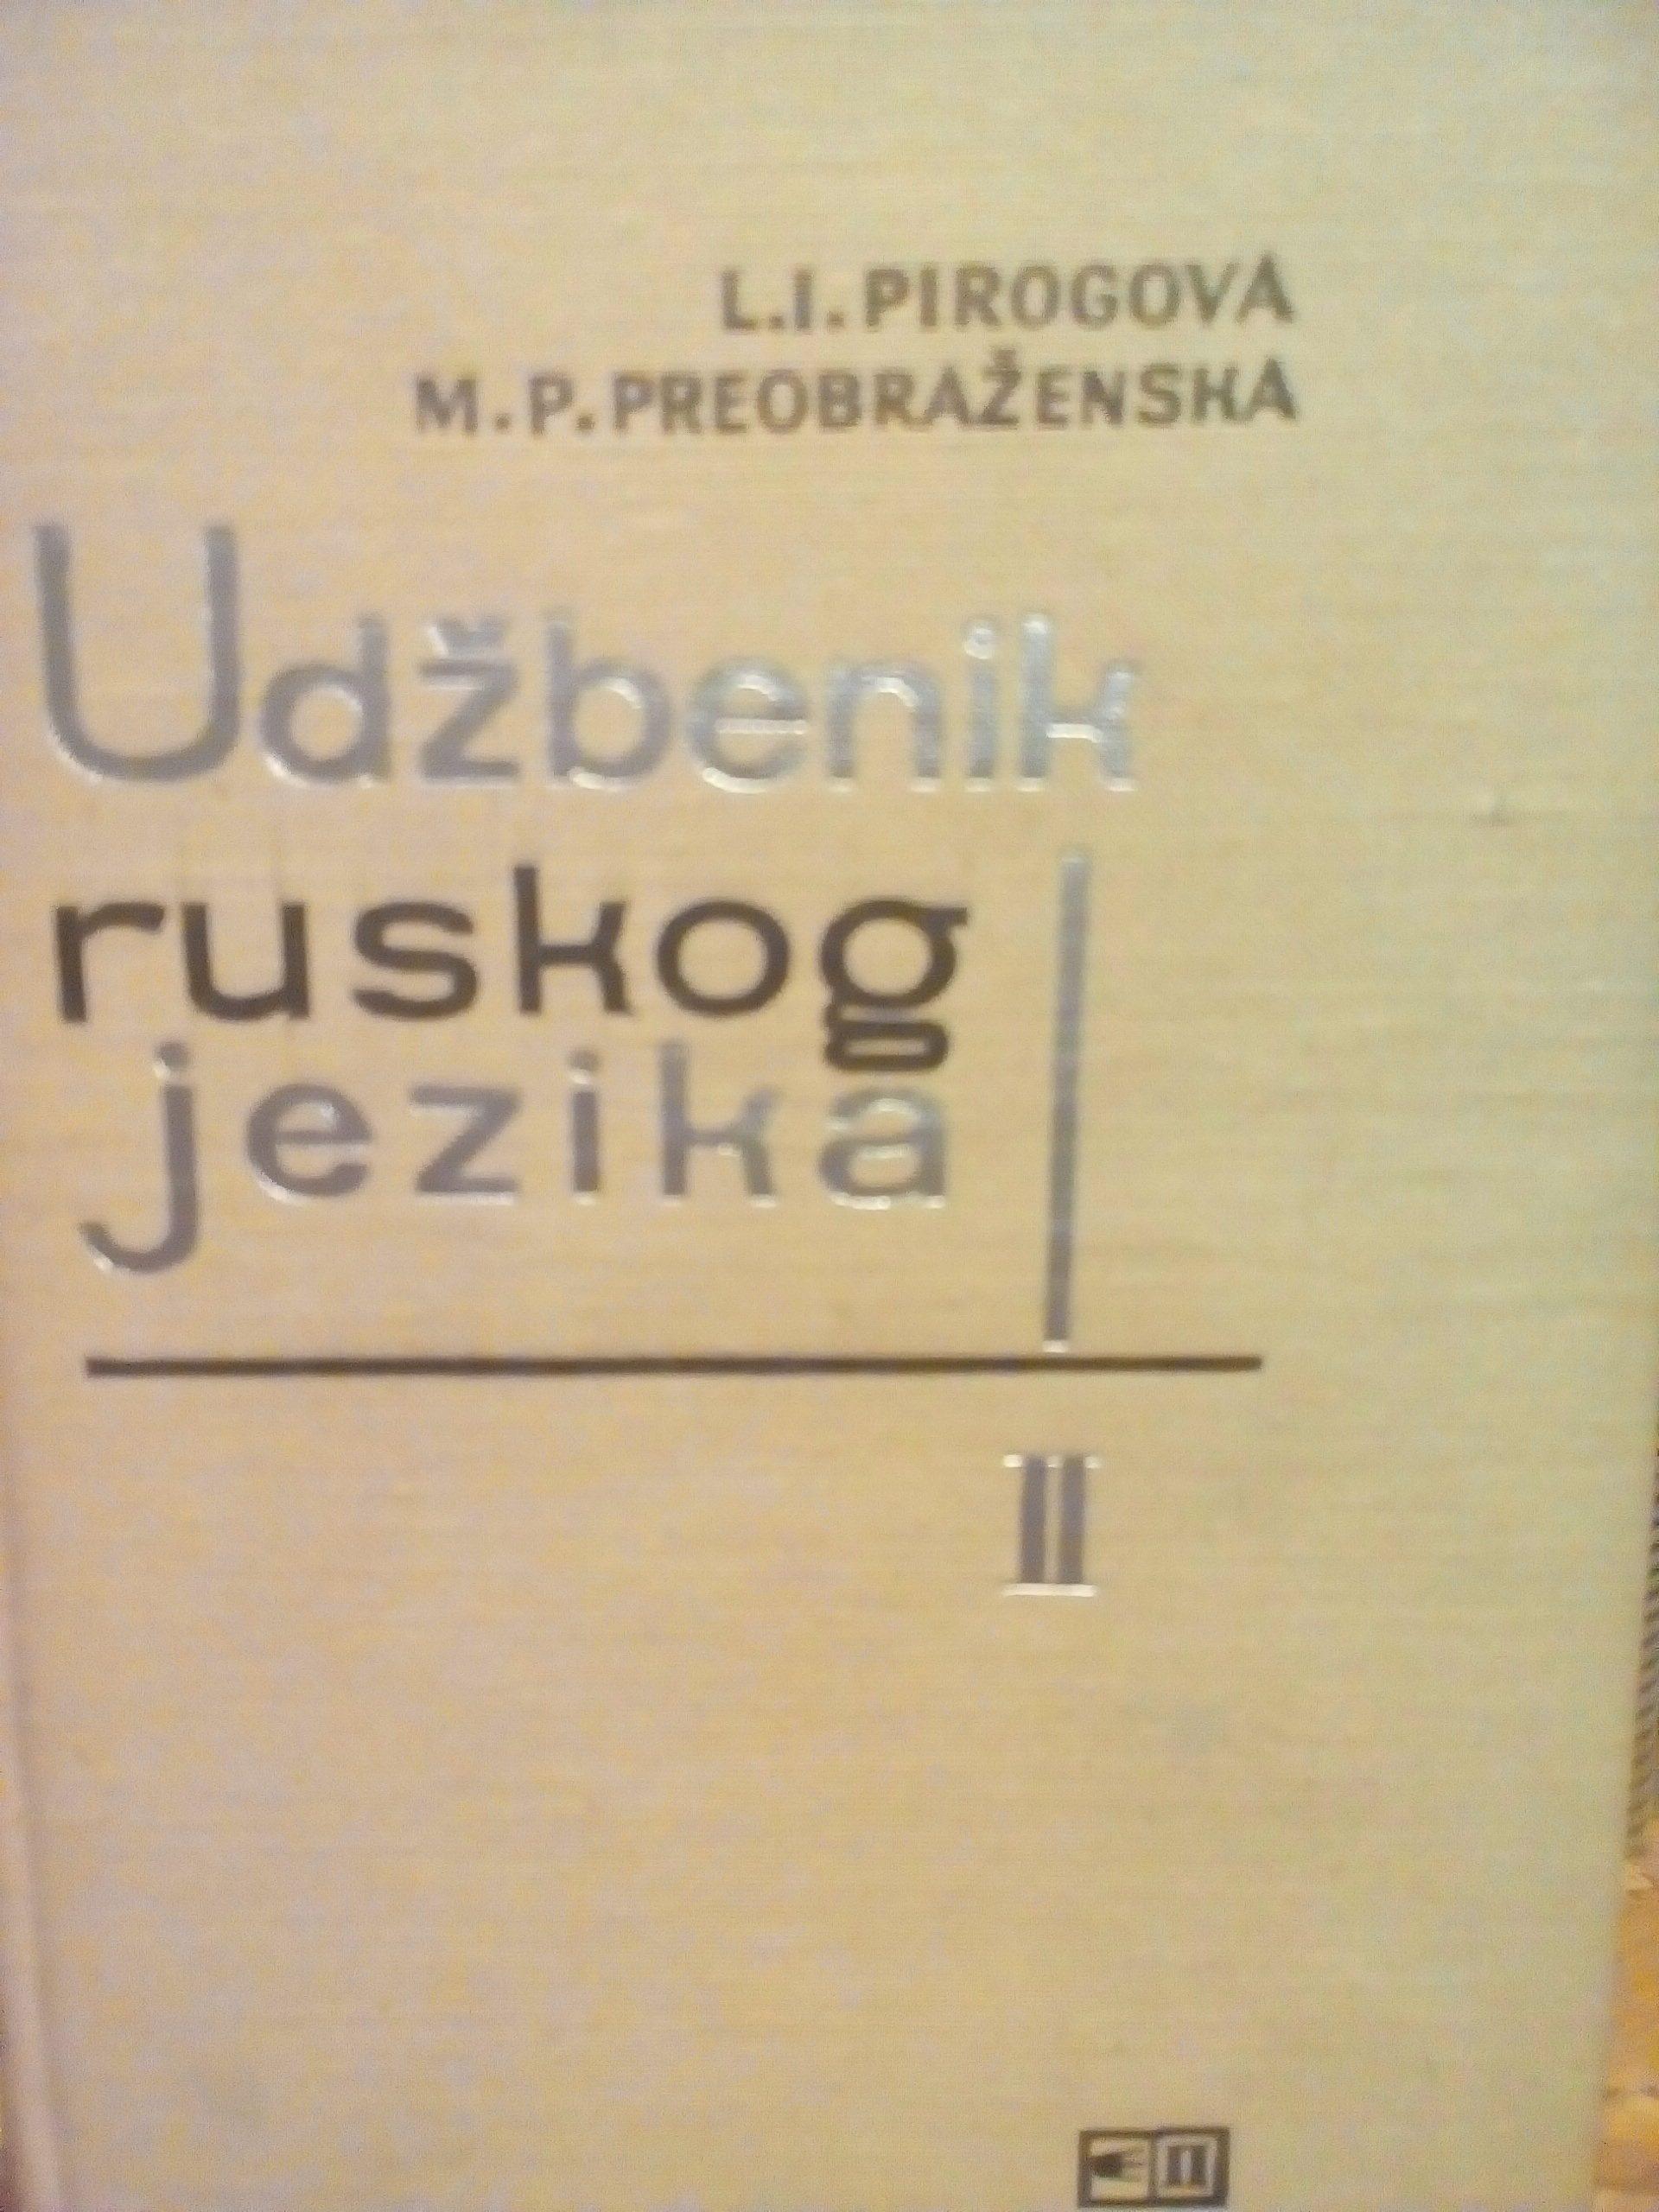 L.I. PIROGOVA
M.P. PREOBRAŽENSKA
Udžbenik
ruskog
jezika
II
П